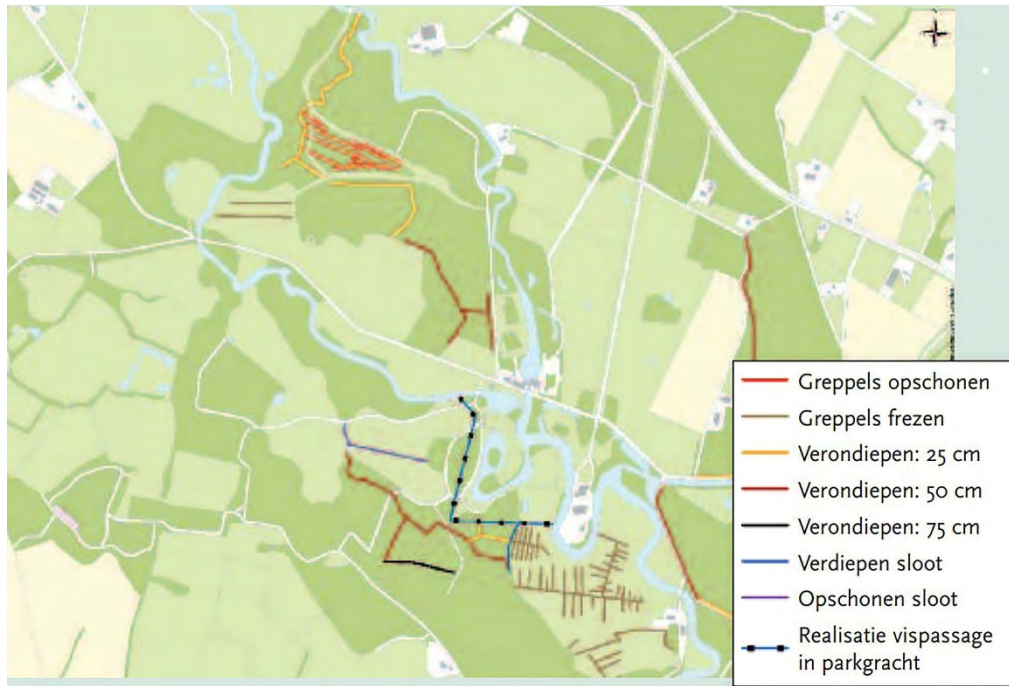 Greppels opschonen
Greppels frezen
Verondiepen: 25 cm
Verondiepen: 50 cm
Verondiepen: 75 cm
Verdiepen sloot
Opschonen sloot
Realisatie vispassage
in parkgracht